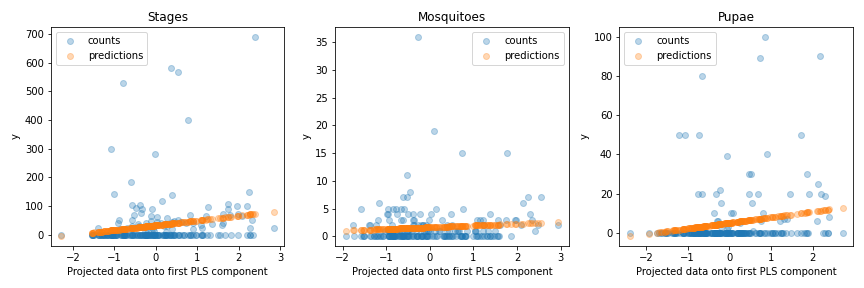 Stages
counts
predictions
y
700
600
500
400
300
200
100
0
−2 −1 0 1 2 3
Projected data onto first PLS component
Mosquitoes
counts
predictions
y
35
30
25
20
15
10
5
0
−2 −1 0 1 2 3
Projected data onto first PLS component
Pupae
counts
predictions
y
100
80
60
40
20
0
−2 −1 0 1 2
Projected data onto first PLS component